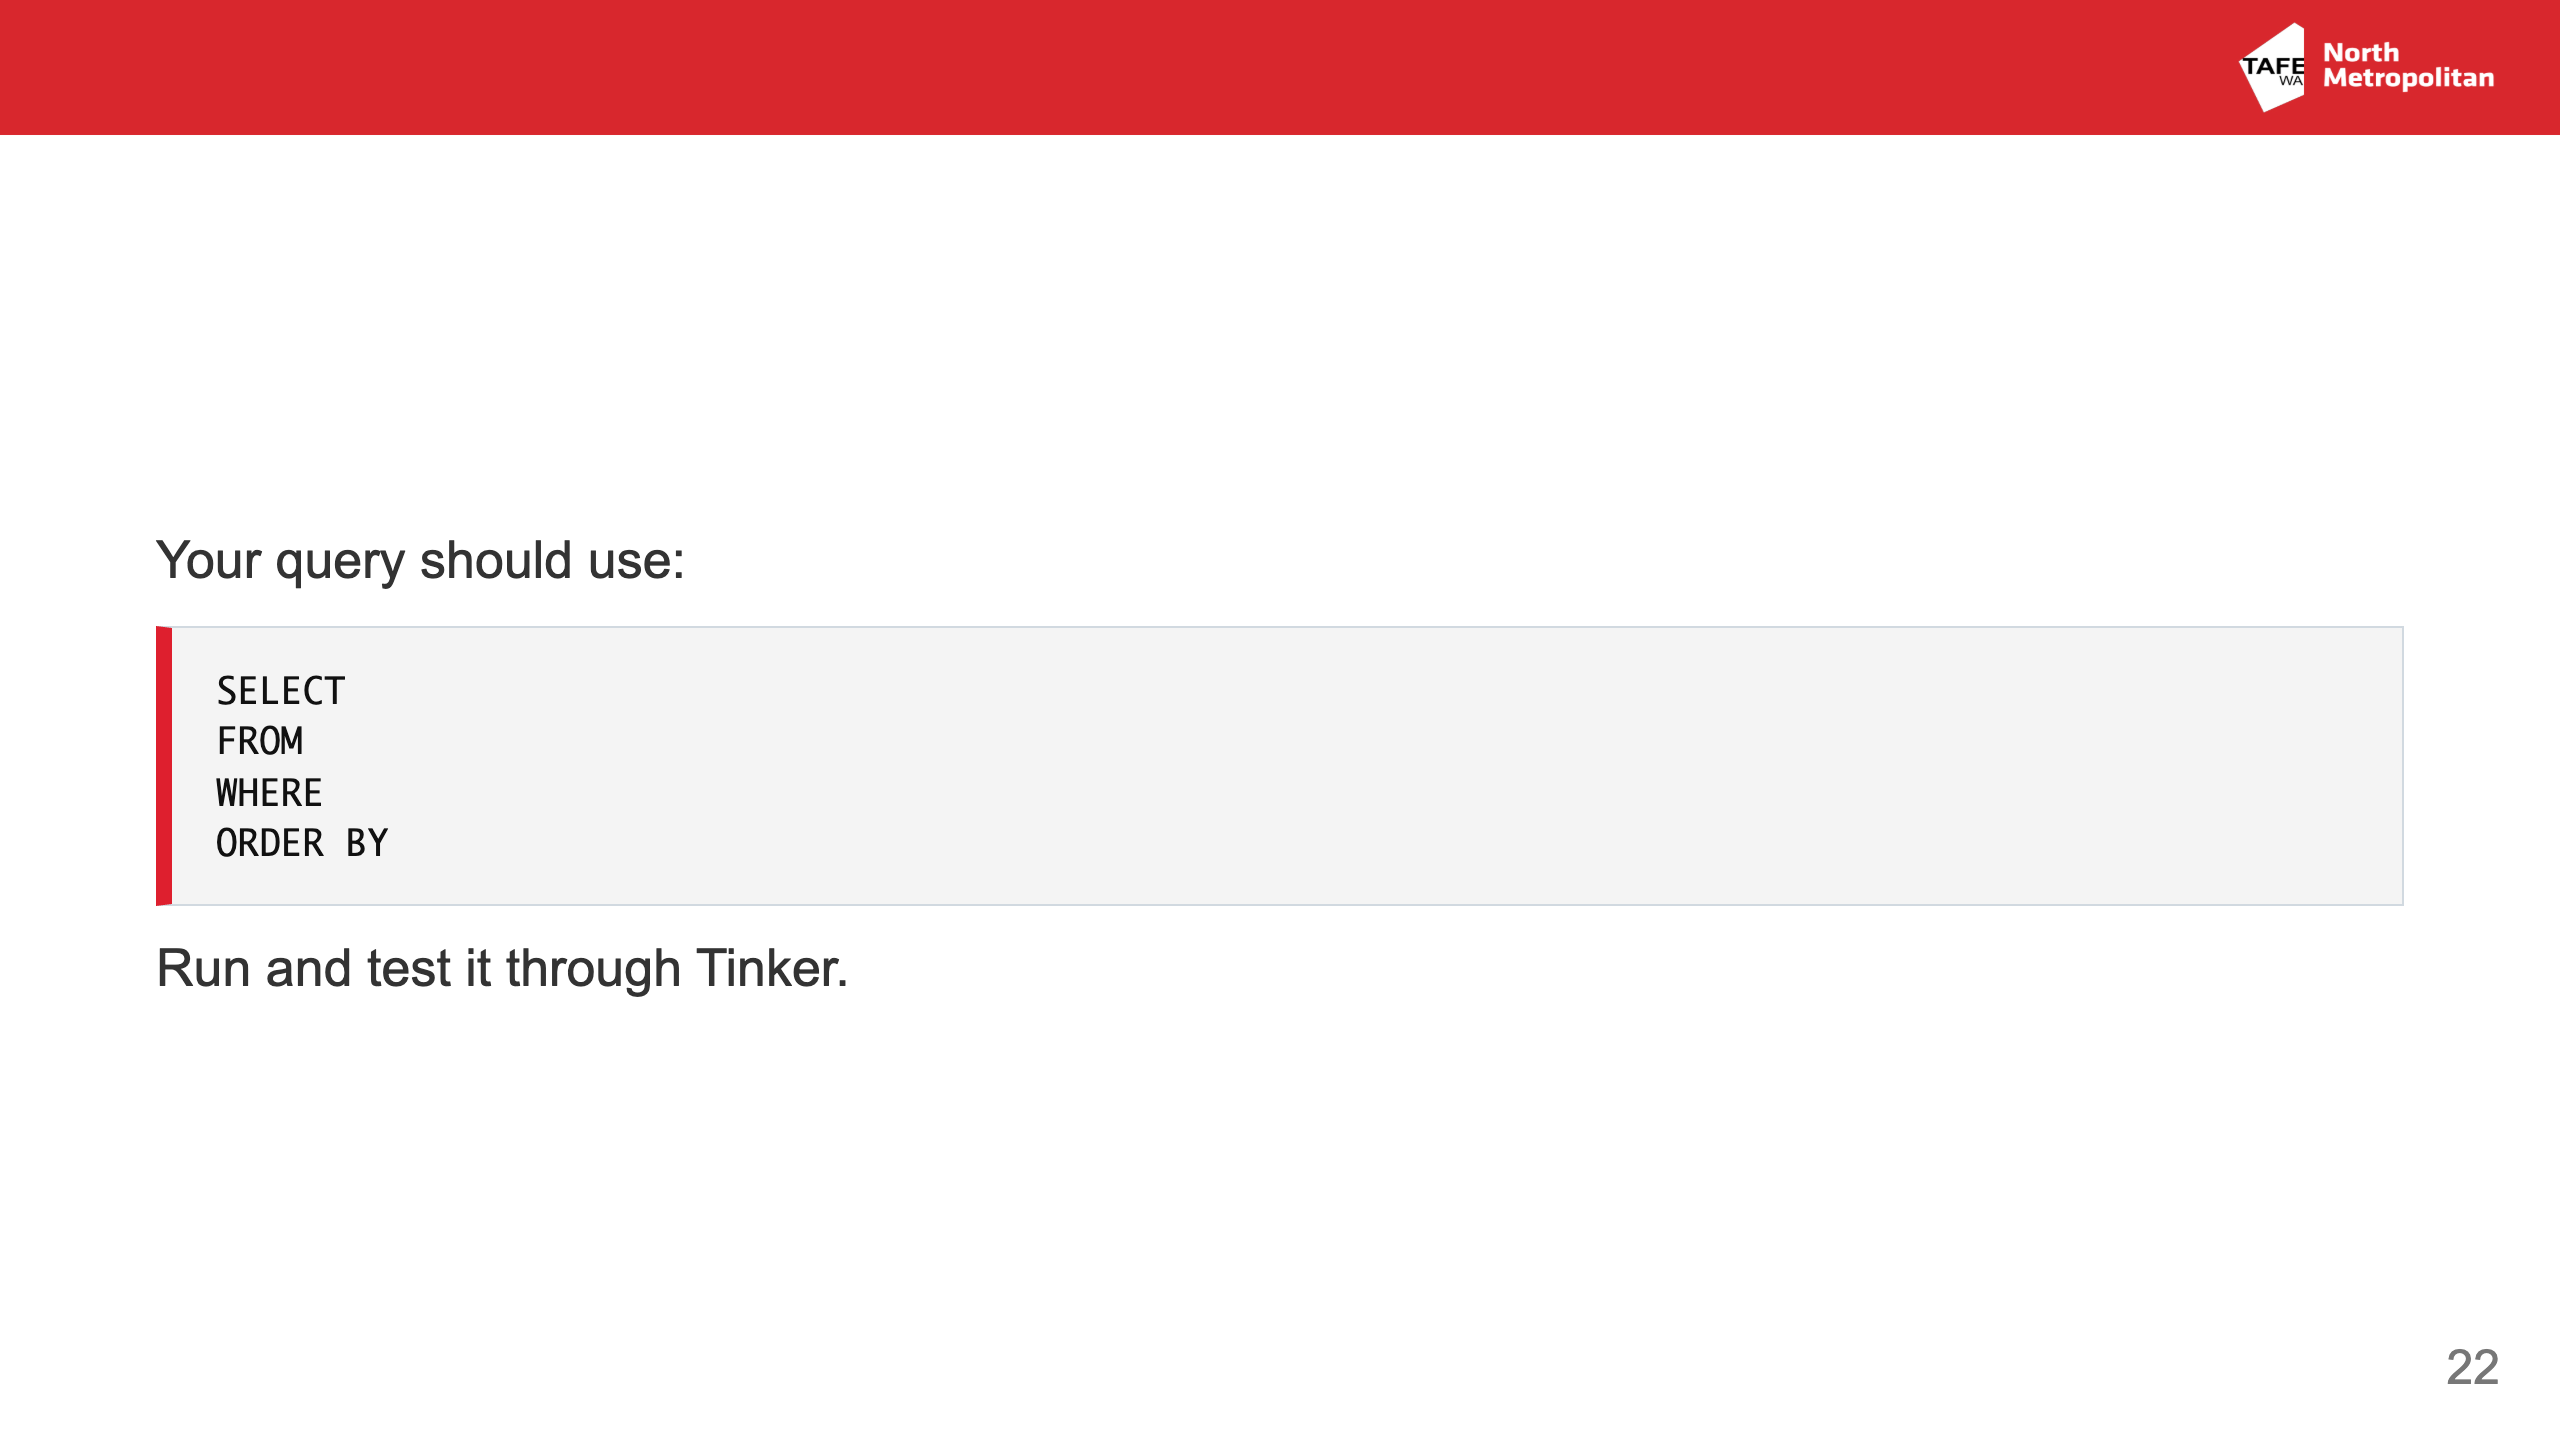 TAFE
WA
North
Metropolitan
Your query should use:
SELECT
FROM
WHERE
ORDER BY
Run and test it through Tinker.
22